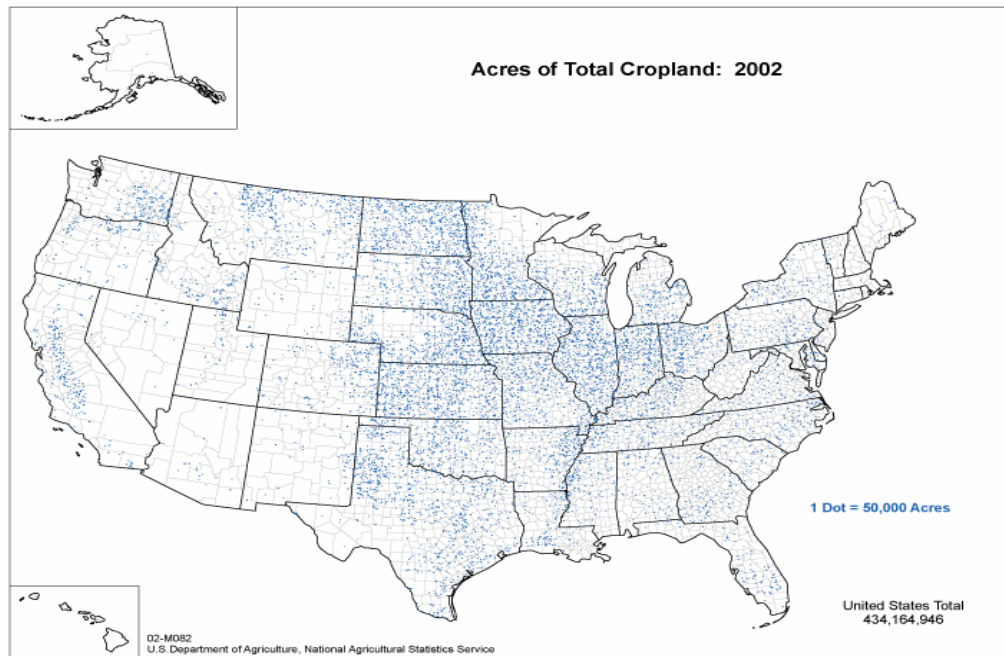 Acres of Total Cropland: 2002
1 Dot = 50,000 Acres
United States Total
434,164,946
02-M082
U.S. Department of Agriculture, National Agricultural Statistics Service